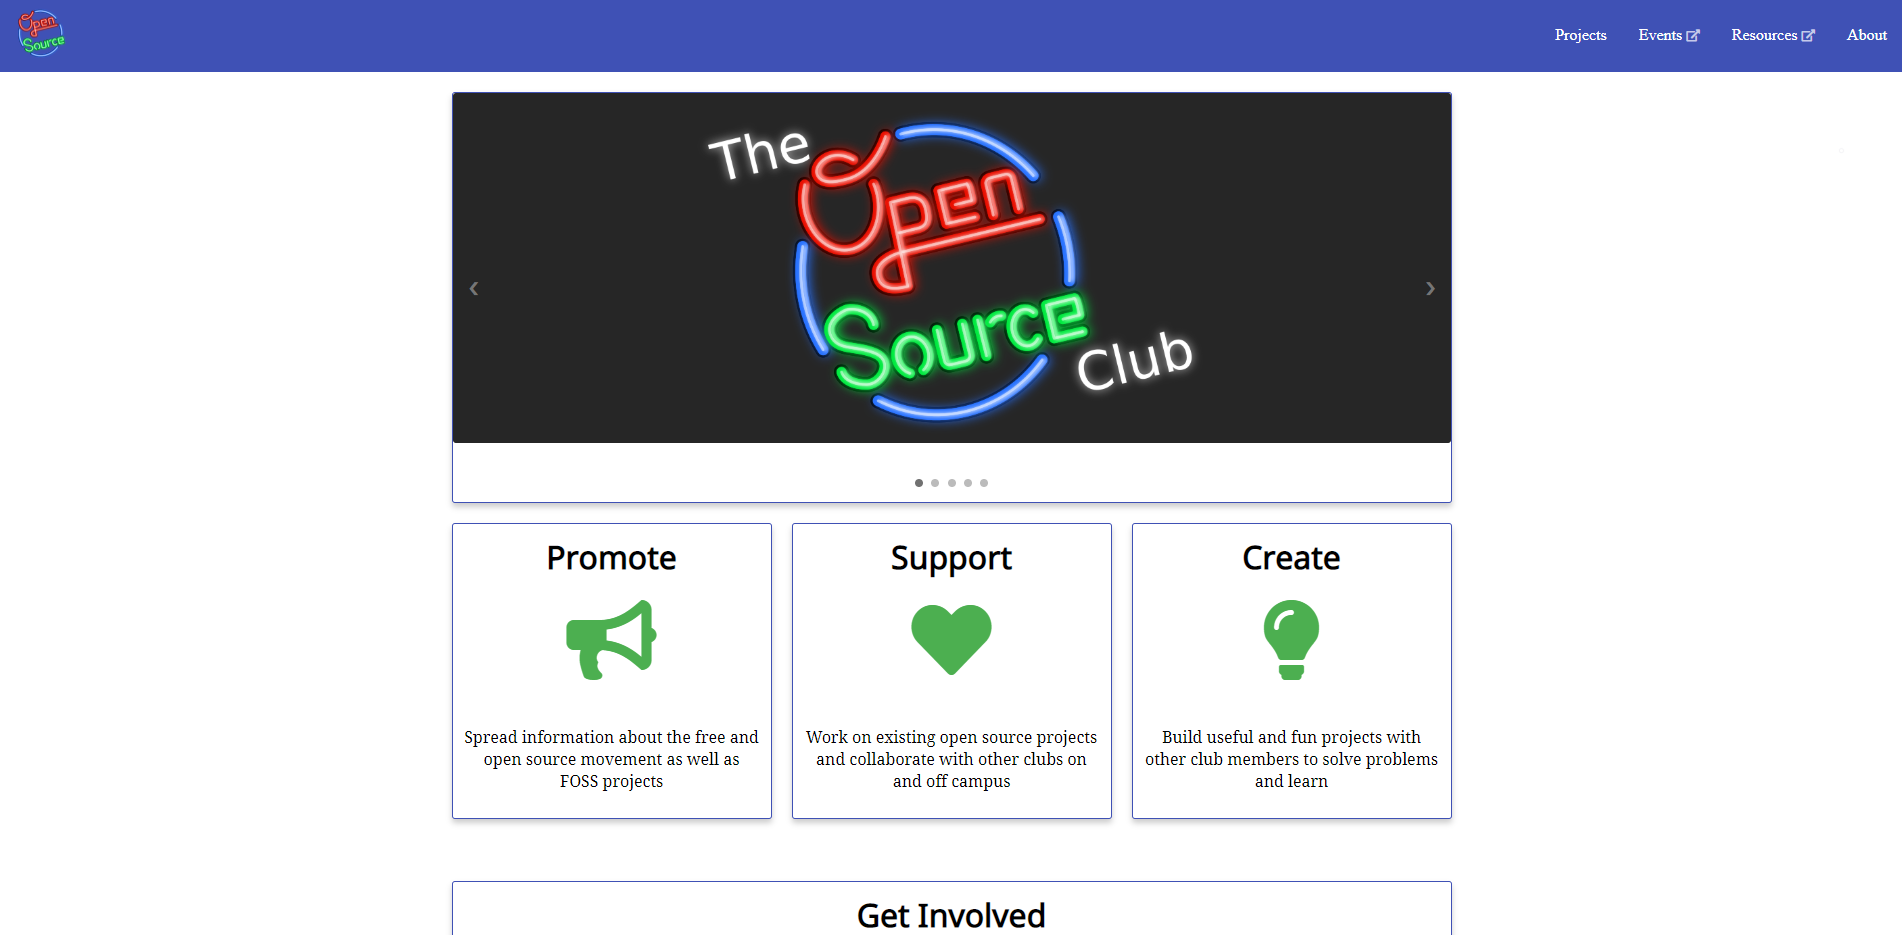 Open
Source
Projects
Events
Resources
About
The
Open
Source
Club
Promote
Support
Create
Spread information about the free and
open source movement as well as
FOSS projects
Work on existing open source projects
and collaborate with other clubs on
and off campus
Build useful and fun projects with
other club members to solve problems
and learn
Get Involved